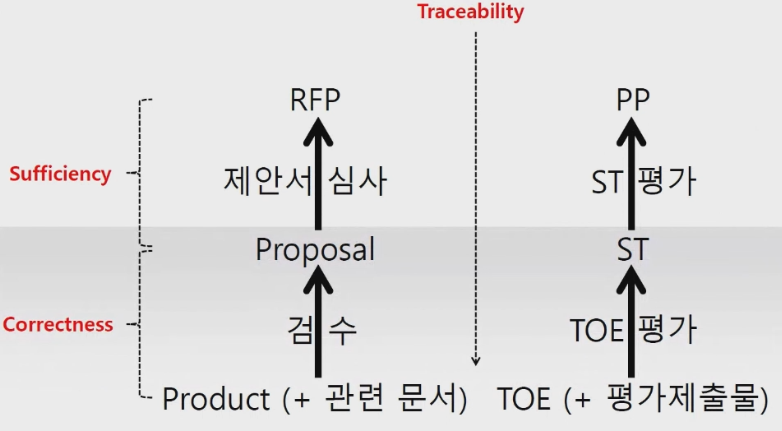 Traceability
RFP PP
Sufficiency 제안서 심사 ST 평가
Proposal ST
Correctness 검 수 TOE 평가
Product (+ 관련 문서) TOE (+ 평가제출물)